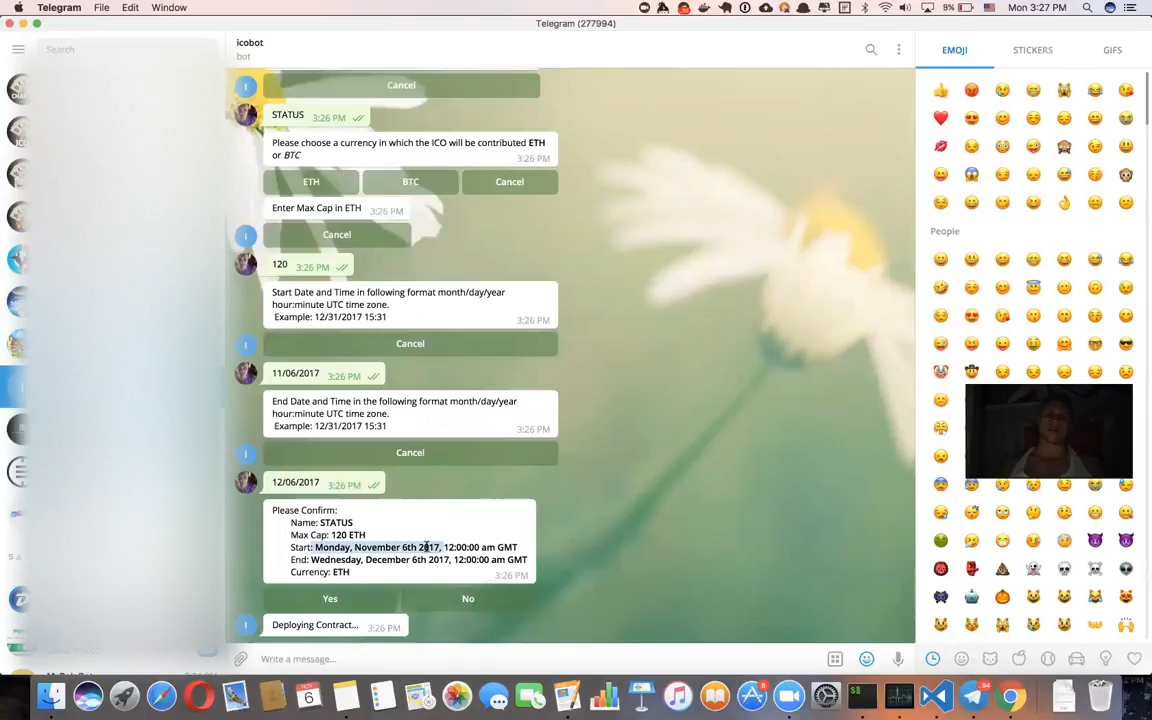 Telegram File Edit Window
9% Mon 3:27 PM
Telegram (277994)
Search
icobot
bot
EMOJI STICKERS GIFS
Cancel
STATUS 3:26 PM
Please choose a currency in which the ICO will be contributed ETH
or BTC
3:26 PM
ETH BTC Cancel
Enter Max Cap in ETH 3:26 PM
Cancel
120 3:26 PM
Start Date and Time in following format month/day/year
hour:minute UTC time zone.
Example: 12/31/2017 15:31
3:26 PM
Cancel
11/06/2017 3:26 PM
End Date and Time in the following format month/day/year
hour:minute UTC time zone.
Example: 12/31/2017 15:31
3:26 PM
Cancel
12/06/2017 3:26 PM
Please Confirm:
Name: STATUS
Max Cap: 120 ETH
Start: Monday, November 6th 2017, 12:00:00 am GMT
End: Wednesday, December 6th 2017, 12:00:00 am GMT
Currency: ETH
3:26 PM
Yes No
Deploying Contract... 3:26 PM
Write a message...
People